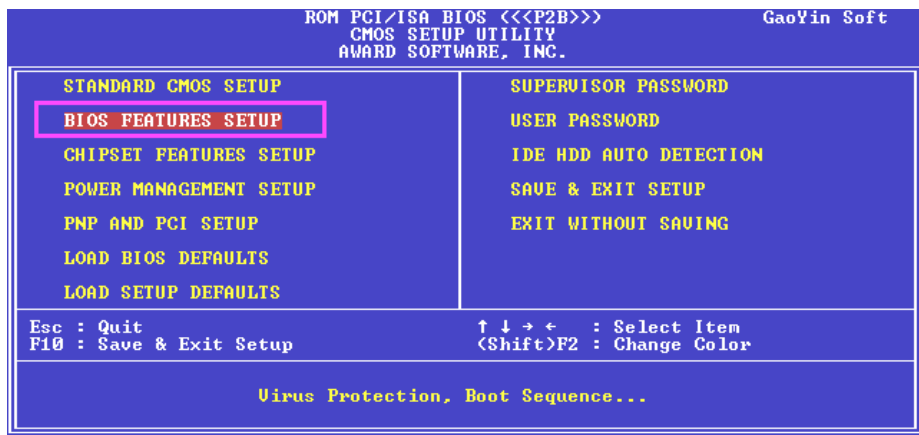 ROM PCI/ISA BIOS (<<P2B>>) GaoYin Soft
CMOS SETUP UTILITY
AWARD SOFTWARE, INC.
STANDARD CMOS SETUP
BIOS FEATURES SETUP
CHIPSET FEATURES SETUP
POWER MANAGEMENT SETUP
PNP AND PCI SETUP
LOAD BIOS DEFAULTS
LOAD SETUP DEFAULTS
SUPERVISOR PASSWORD
USER PASSWORD
IDE HDD AUTO DETECTION
SAVE & EXIT SETUP
EXIT WITHOUT SAVING
Esc : Quit
F10 : Save & Exit Setup
↑ ↓ → ← : Select Item
(Shift)F2 : Change Color
Virus Protection, Boot Sequence...